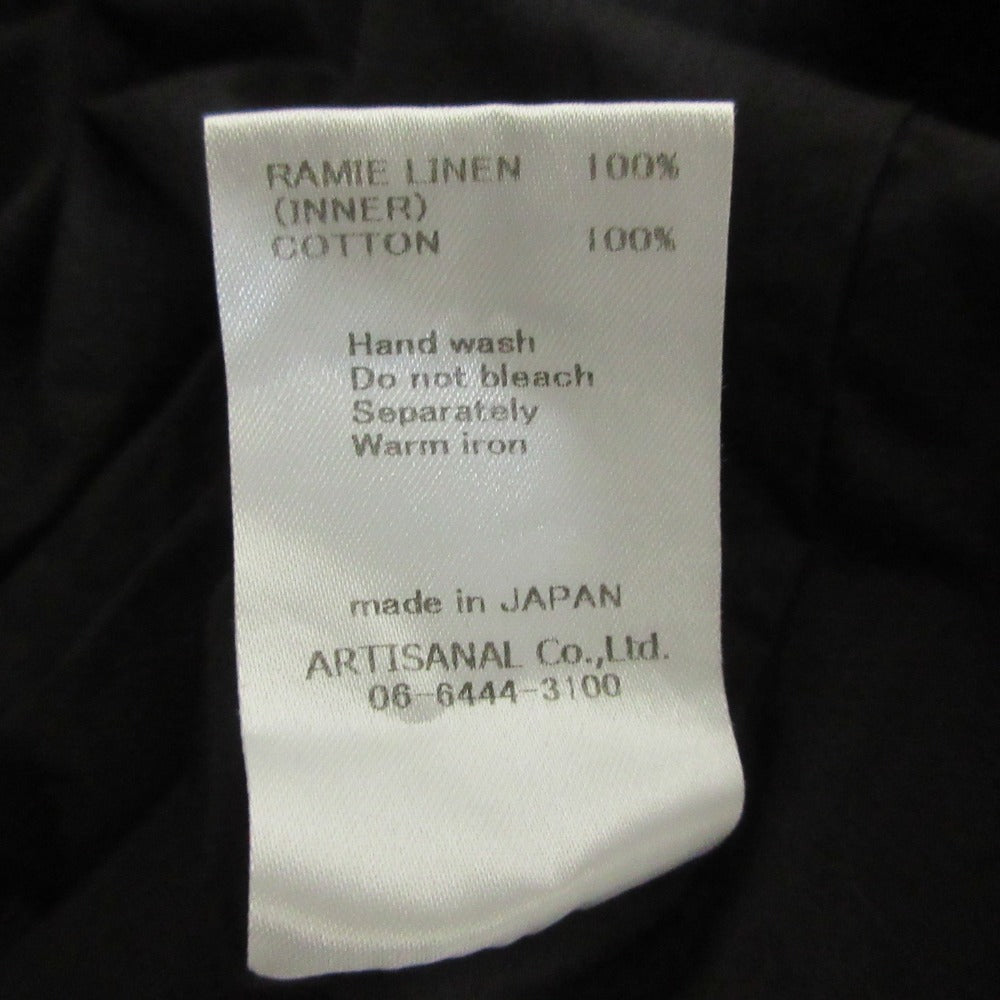 RAMIE LINEN 100%
(INNER)
COTTON 100%
Hand wash
Do not bleach
Separately
Warm iron
made in JAPAN
ARTISANAL Co.,Ltd.
06-6444-3100